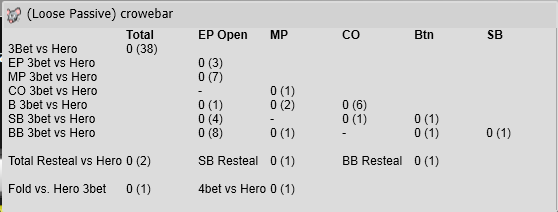 (Loose Passive) crowebar
Total EP Open MP CO Btn SB
3Bet vs Hero 0 (38)
EP 3bet vs Hero 0 (3)
MP 3bet vs Hero 0 (7)
CO 3bet vs Hero - 0 (1)
B 3bet vs Hero 0 (1) 0 (2) 0 (6)
SB 3bet vs Hero 0 (4) - 0 (1) 0 (1)
BB 3bet vs Hero 0 (8) 0 (1) - 0 (1) 0 (1)
Total Resteal vs Hero 0 (2) SB Resteal 0 (1) BB Resteal 0 (1)
Fold vs. Hero 3bet 0 (1) 4bet vs Hero 0 (1)